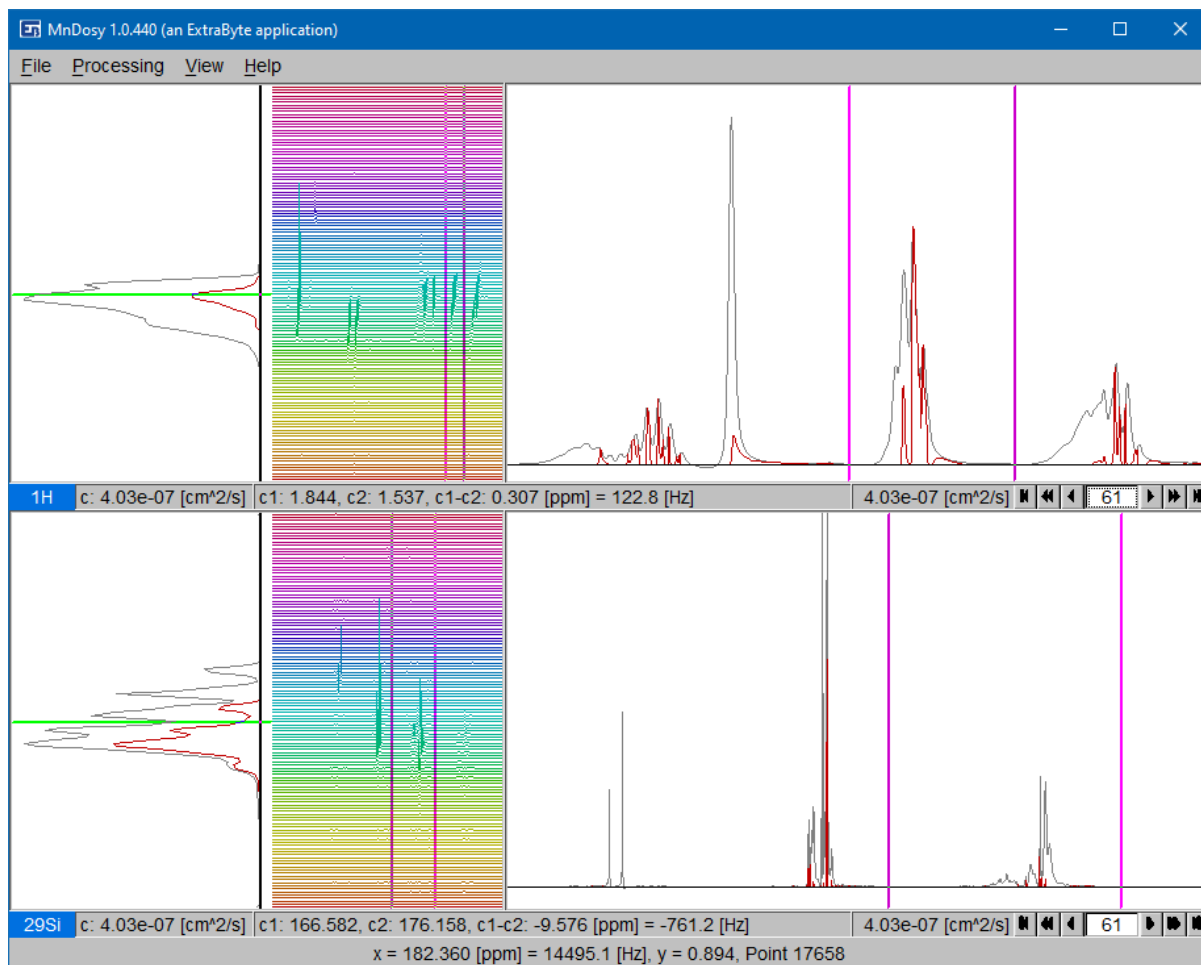 MnDosy 1.0.440 (an ExtraByte application)
File Processing View Help
1H c: 4.03e-07 [cm^2/s] c1: 1.844, c2: 1.537, c1-c2: 0.307 [ppm] = 122.8 [Hz] 4.03e-07 [cm^2/s] 61
29Si c: 4.03e-07 [cm^2/s] c1: 166.582, c2: 176.158, c1-c2: -9.576 [ppm] = -761.2 [Hz] 4.03e-07 [cm^2/s] 61
x = 182.360 [ppm] = 14495.1 [Hz], y = 0.894, Point 17658